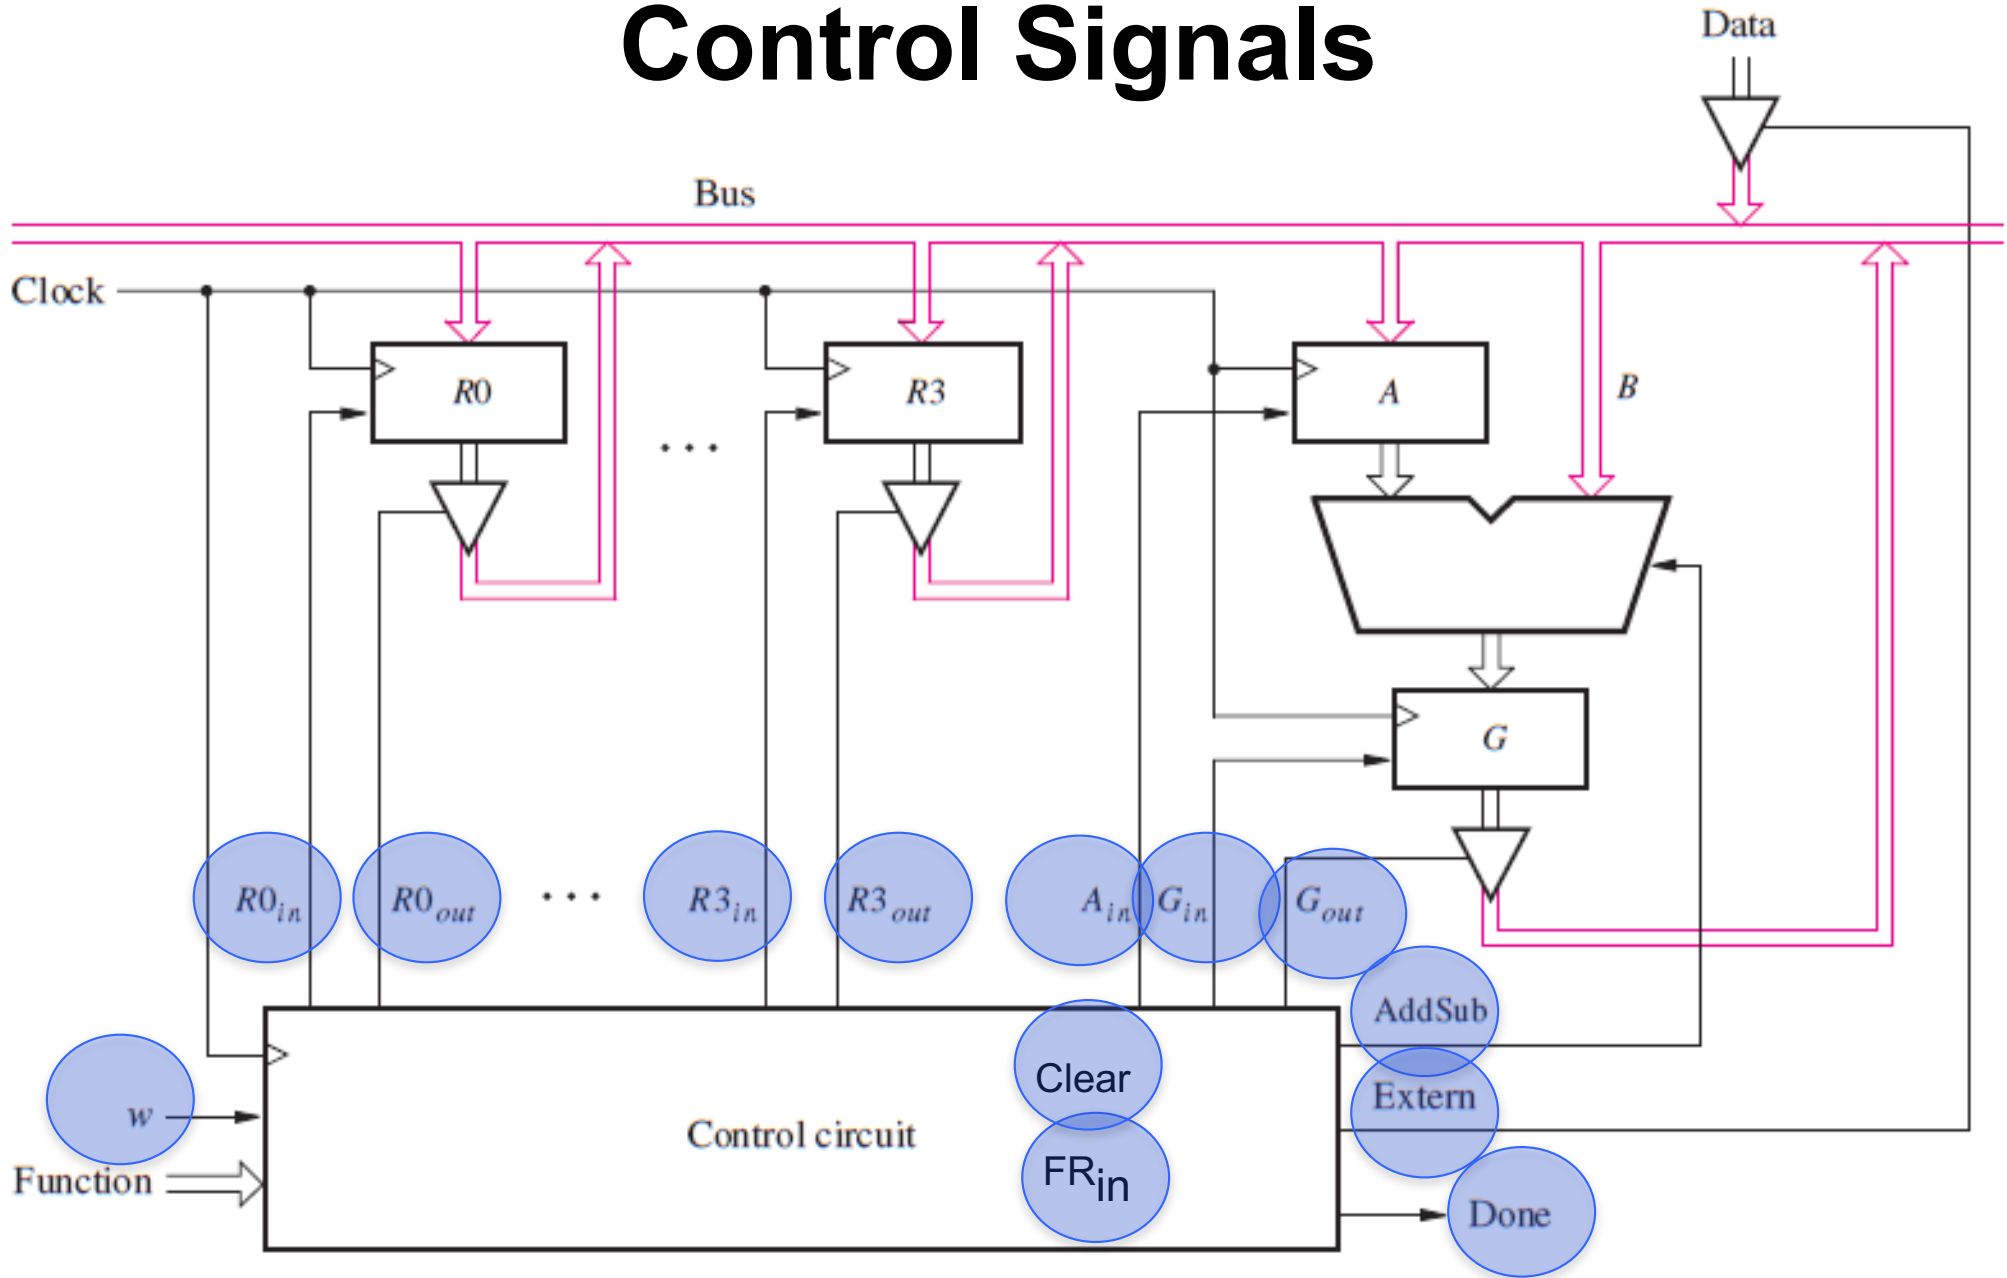 Control Signals
Data
Bus
Clock
R0
R3
A
B
...
G
R0in
R0out
...
R3in
R3out
Ain
Gin
Gout
AddSub
Clear
Extern
w
Control circuit
FRin
Function
Done